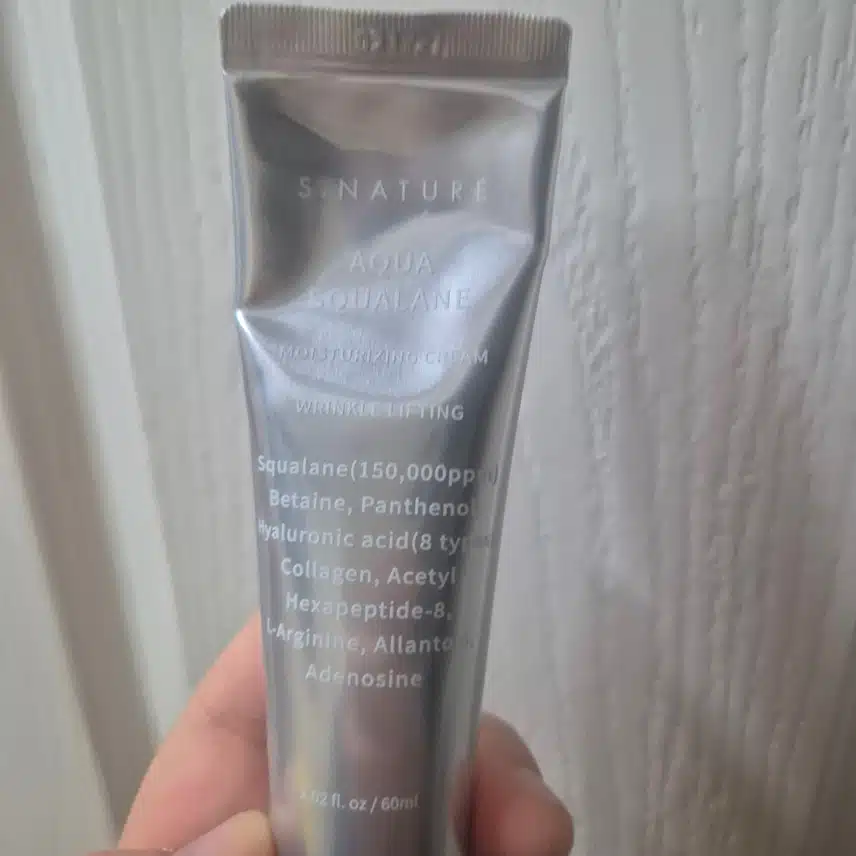 S.NATURE
AQUA
SQUALANE
MOISTURIZING CREAM
WRINKLE LIFTING
Squalane(150,000ppm)
Betaine, Panthenol
Hyaluronic acid(8 types
Collagen, Acetyl
Hexapeptide-8,
L-Arginine, Allantoin
Adenosine
fl. oz / 60ml